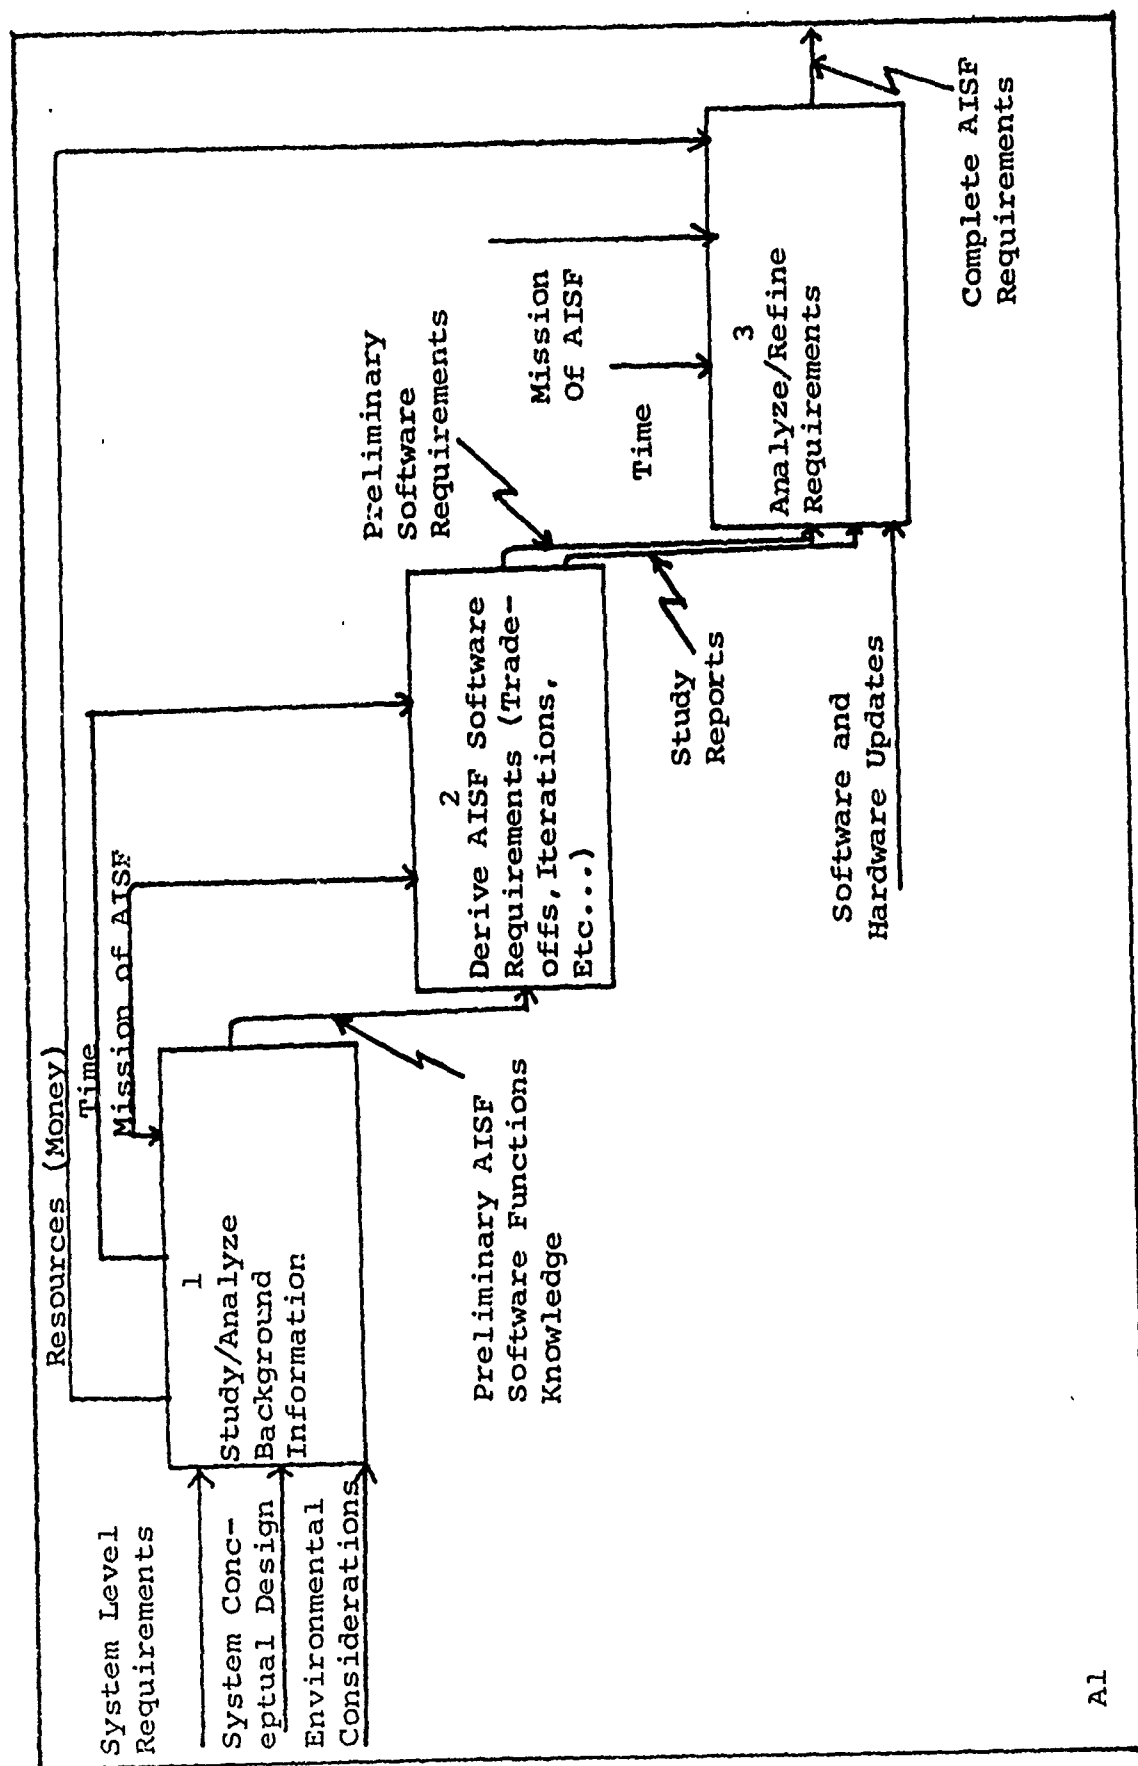 Resources (Money)
Time
Mission of AISF
System Level
Requirements
System Conc-
eptual Design
Environmental
Considerations
1
Study/Analyze
Background
Information
Preliminary AISF
Software Functions
Knowledge
2
Derive AISF Software
Requirements (Trade-
offs,Iterations,
Etc...)
Preliminary
Software
Requirements
Study
Reports
Mission
Of AISF
Time
Software and
Hardware Updates
3
Analyze/Refine
Requirements
Complete AISF
Requirements
A1